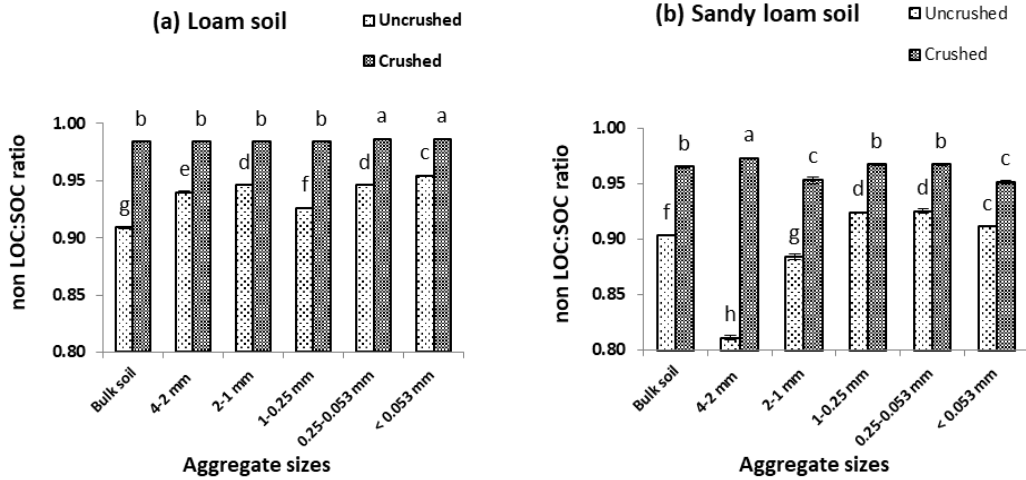 (a) Loam soil
Uncrushed
Crushed
non LOC:SOC ratio
1.00
0.95
0.90
0.85
0.80
g b e b d b f b d a c a
Bulk soil
4-2 mm
2-1 mm
1-0.25 mm
0.25-0.053 mm
< 0.053 mm
Aggregate sizes
(b) Sandy loam soil
Uncrushed
Crushed
non LOC:SOC ratio
1.00
0.95
0.90
0.85
0.80
f b h a g c d b d b c c
Bulk soil
4-2 mm
2-1 mm
1-0.25 mm
0.25-0.053 mm
< 0.053 mm
Aggregate sizes